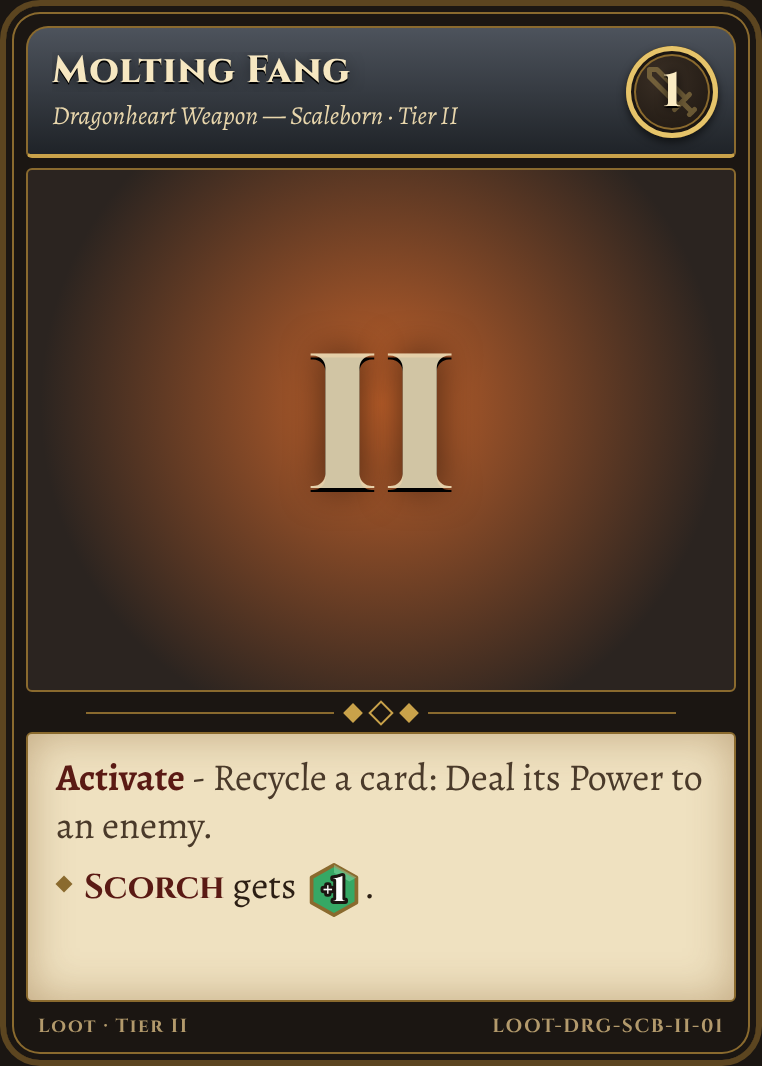 Molting Fang
Dragonheart Weapon — Scaleborn · Tier II
1
II
Activate - Recycle a card: Deal its Power to
an enemy.
Scorch gets +1.
Loot · Tier II
LOOT-DRG-SCB-II-01